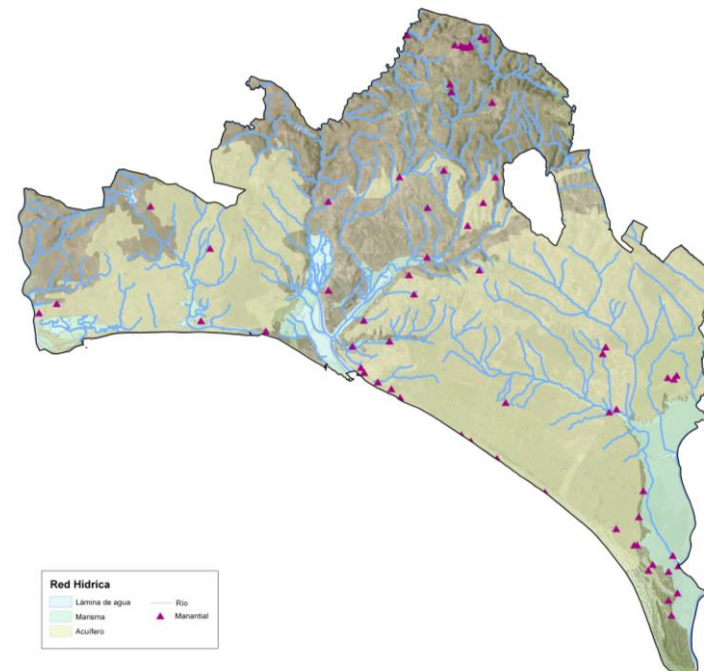 Red Hídrica
Lámina de agua
Río
Marisma
Manantial
Acuífero